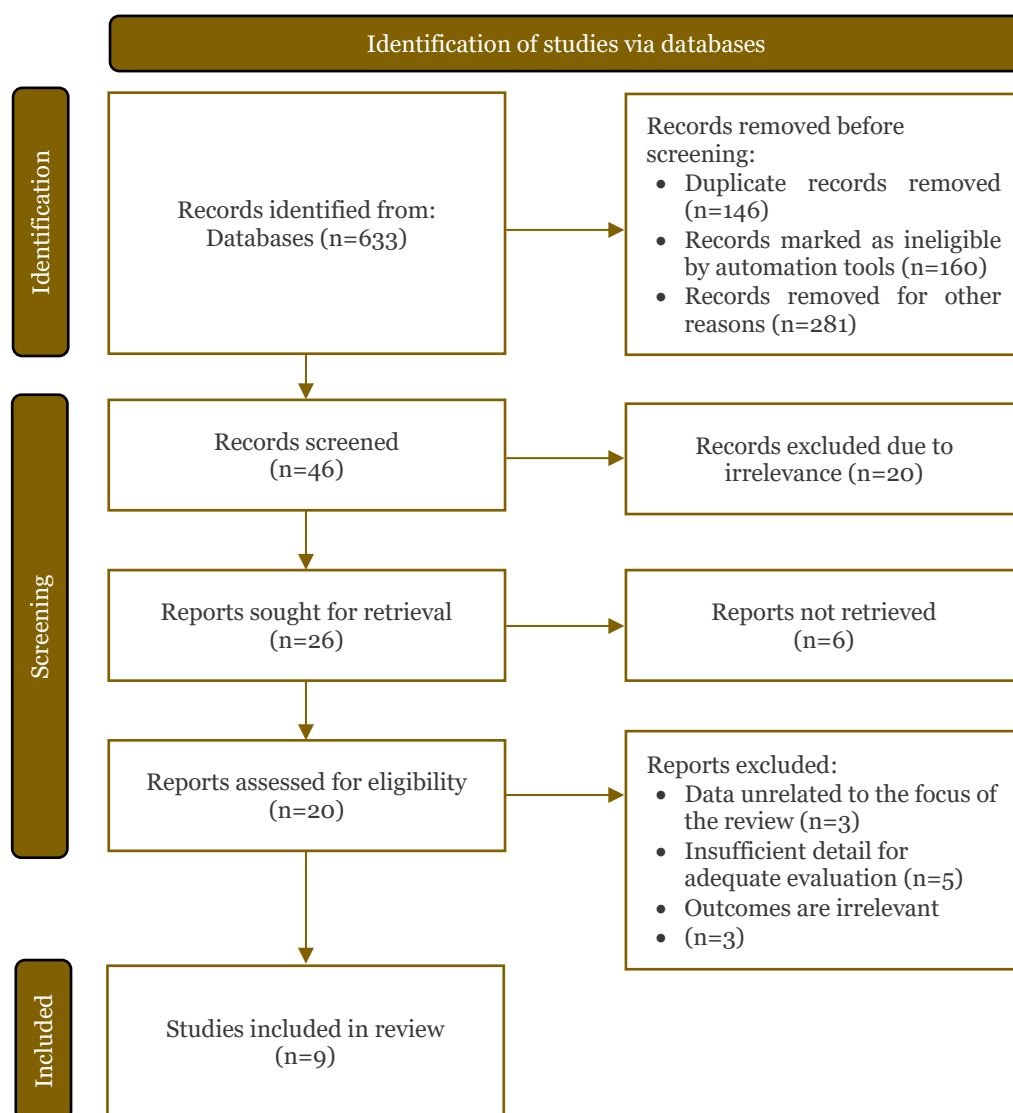 Identification of studies via databases
Identification
Records identified from:
Databases (n=633)
Records removed before
screening:
• Duplicate records removed
(n=146)
• Records marked as ineligible
by automation tools (n=160)
• Records removed for other
reasons (n=281)
Screening
Records screened
(n=46)
Records excluded due to
irrelevance (n=20)
Reports sought for retrieval
(n=26)
Reports not retrieved
(n=6)
Reports assessed for eligibility
(n=20)
Reports excluded:
• Data unrelated to the focus of
the review (n=3)
• Insufficient detail for
adequate evaluation (n=5)
• Outcomes are irrelevant
• (n=3)
Included
Studies included in review
(n=9)